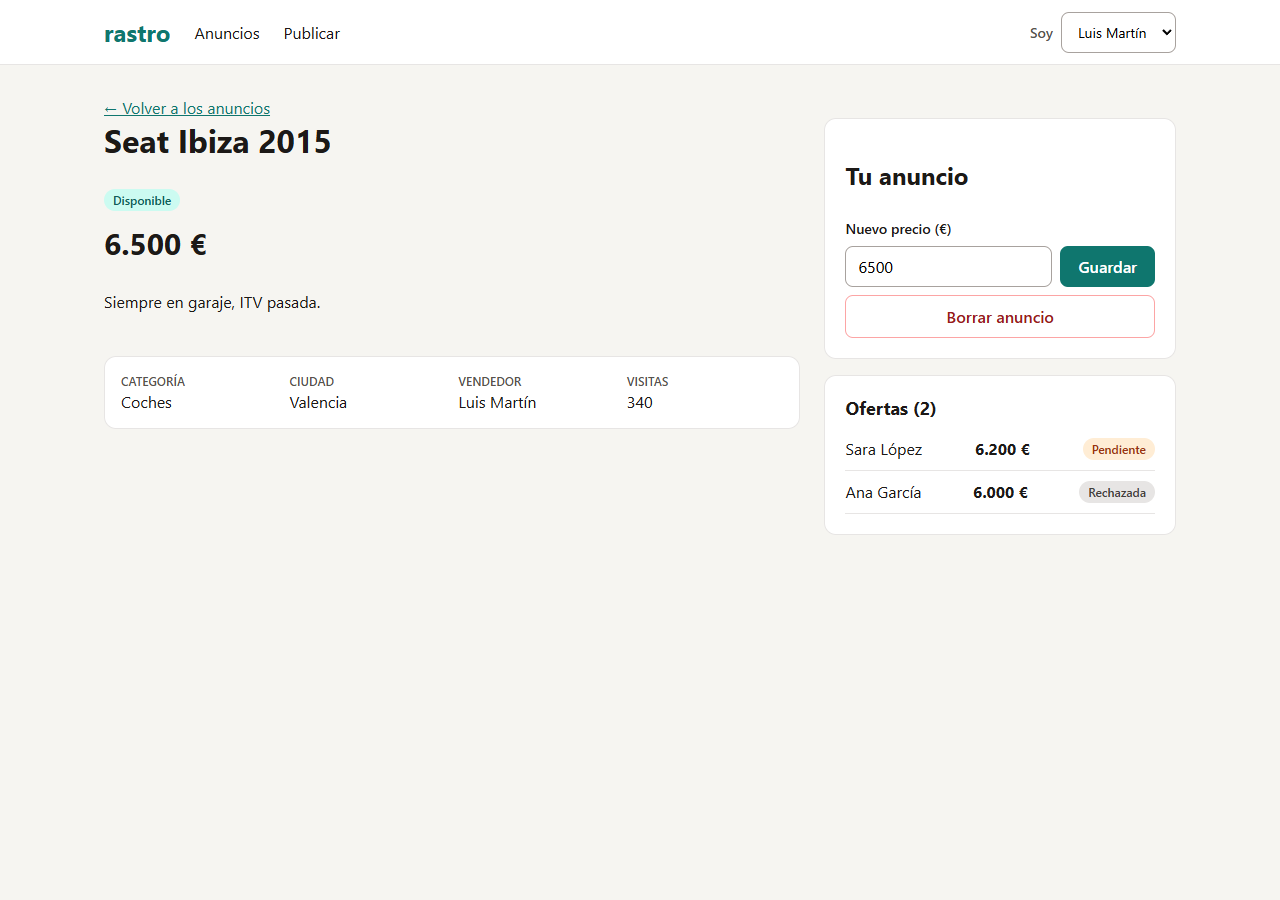 rastro Anuncios Publicar Soy Luis Martín
← Volver a los anuncios
Seat Ibiza 2015
Disponible
6.500 €
Siempre en garaje, ITV pasada.
CATEGORÍA CIUDAD VENDEDOR VISITAS
Coches Valencia Luis Martín 340
Tu anuncio
Nuevo precio (€)
6500 Guardar
Borrar anuncio
Ofertas (2)
Sara López 6.200 € Pendiente
Ana García 6.000 € Rechazada